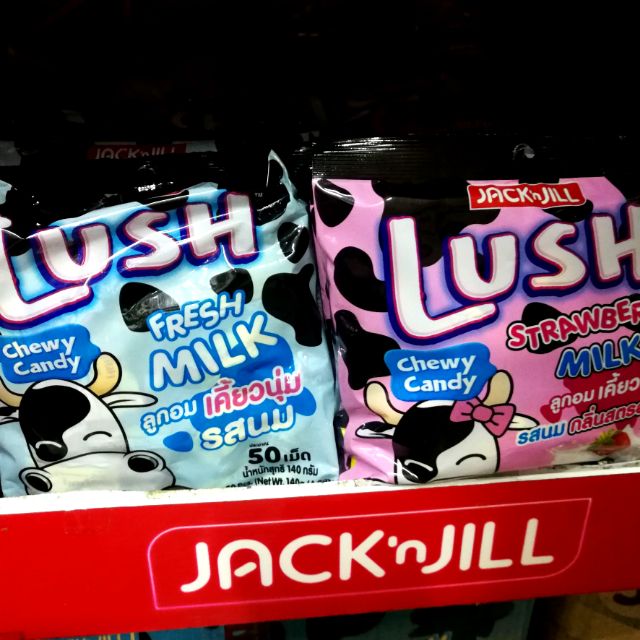 JACK'nJILL
LUSH
FRESH
MILK
Chewy
Candy
ลูกอม เคี้ยวนุ่ม
รสนม
50 เม็ด
น้ำหนักสุทธิ 140 กรัม
JACK'nJILL
LUSH
STRAWBER
MILK
Chewy
Candy
ลูกอม เคี้ยว
รสนม กลิ่นสตรอ
JACK'nJILL